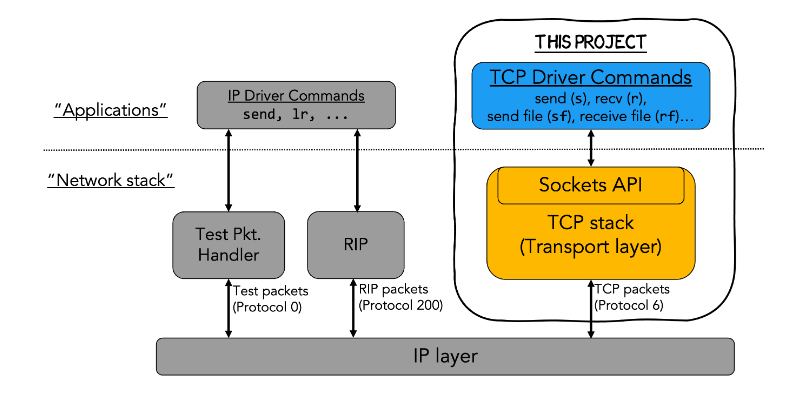 THIS PROJECT
TCP Driver Commands
send (s), recv (r),
send file (sf), receive file (rf)...
IP Driver Commands
send, lr, ...
"Applications"
"Network stack"
Sockets API
TCP stack
(Transport layer)
Test Pkt.
Handler
RIP
Test packets
(Protocol 0)
RIP packets
(Protocol 200)
TCP packets
(Protocol 6)
IP layer